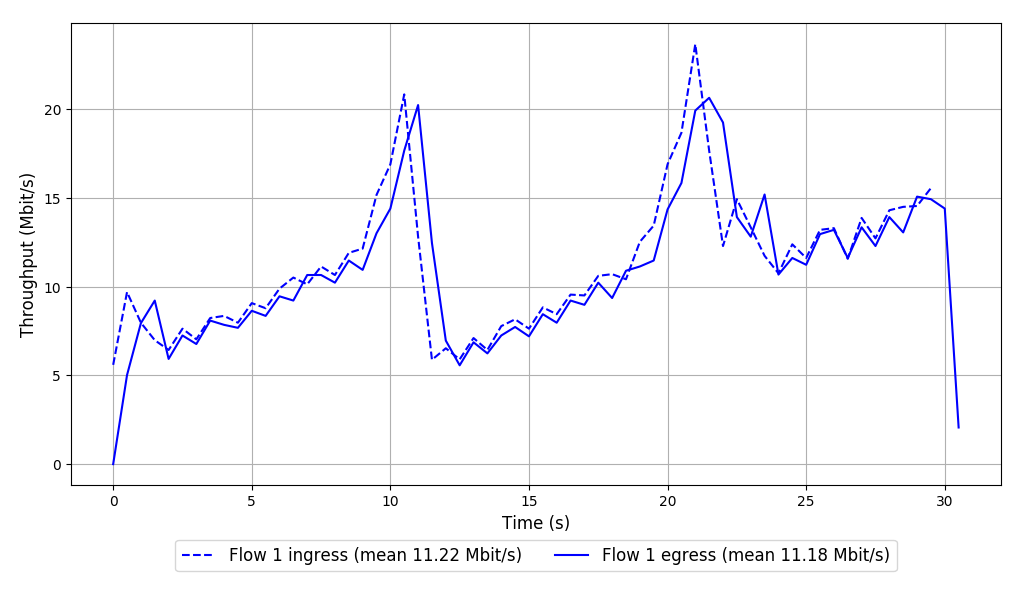 Throughput (Mbit/s)
20
15
10
5
0
0 5 10 15 20 25 30
Time (s)
Flow 1 ingress (mean 11.22 Mbit/s) Flow 1 egress (mean 11.18 Mbit/s)